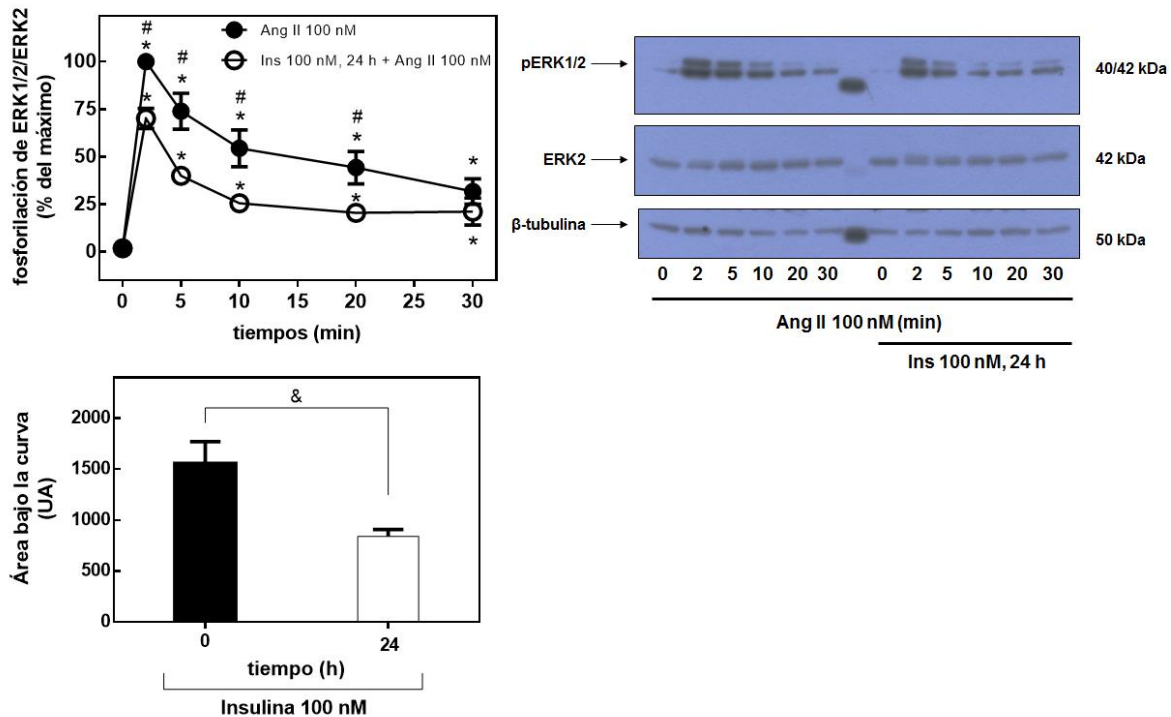 fosforilación de ERK1/2/ERK2
(% del máximo)
100
75
50
25
0
# * # * # * # * *
* * * * *
Ang II 100 nM
Ins 100 nM, 24 h + Ang II 100 nM
0 5 10 15 20 25 30
tiempos (min)
pERK1/2
40/42 kDa
ERK2
42 kDa
β-tubulina
50 kDa
0 2 5 10 20 30 0 2 5 10 20 30
Ang II 100 nM (min)
Ins 100 nM, 24 h
Área bajo la curva
(UA)
2000
1500
1000
500
0
&
0 24
tiempo (h)
Insulina 100 nM